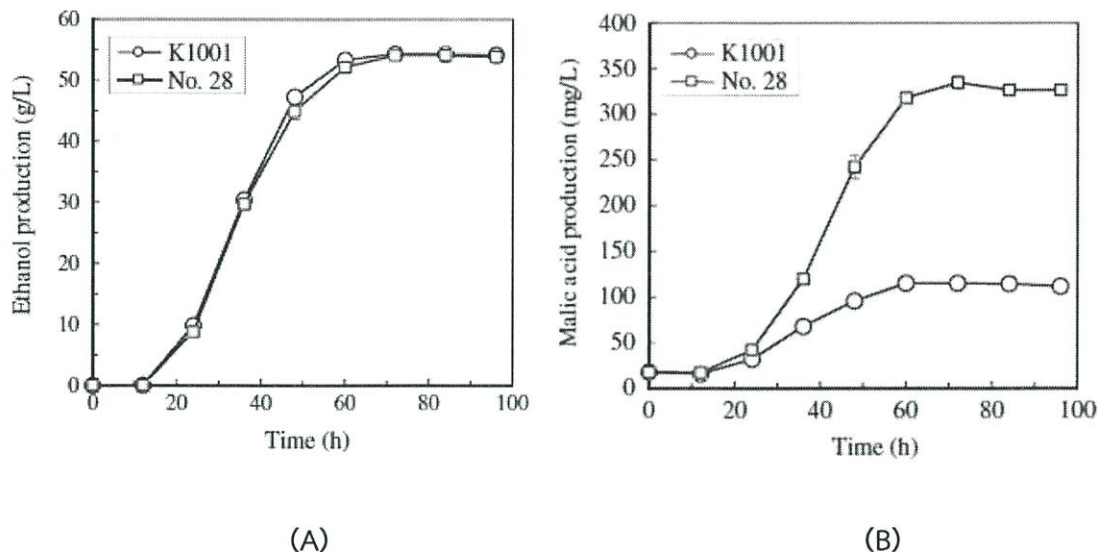 Ethanol production (g/L)
60
50
40
30
20
10
0
K1001
No. 28
0 20 40 60 80 100
Time (h)
Malic acid production (mg/L)
400
350
300
250
200
150
100
50
0
K1001
No. 28
0 20 40 60 80 100
Time (h)
(A) (B)